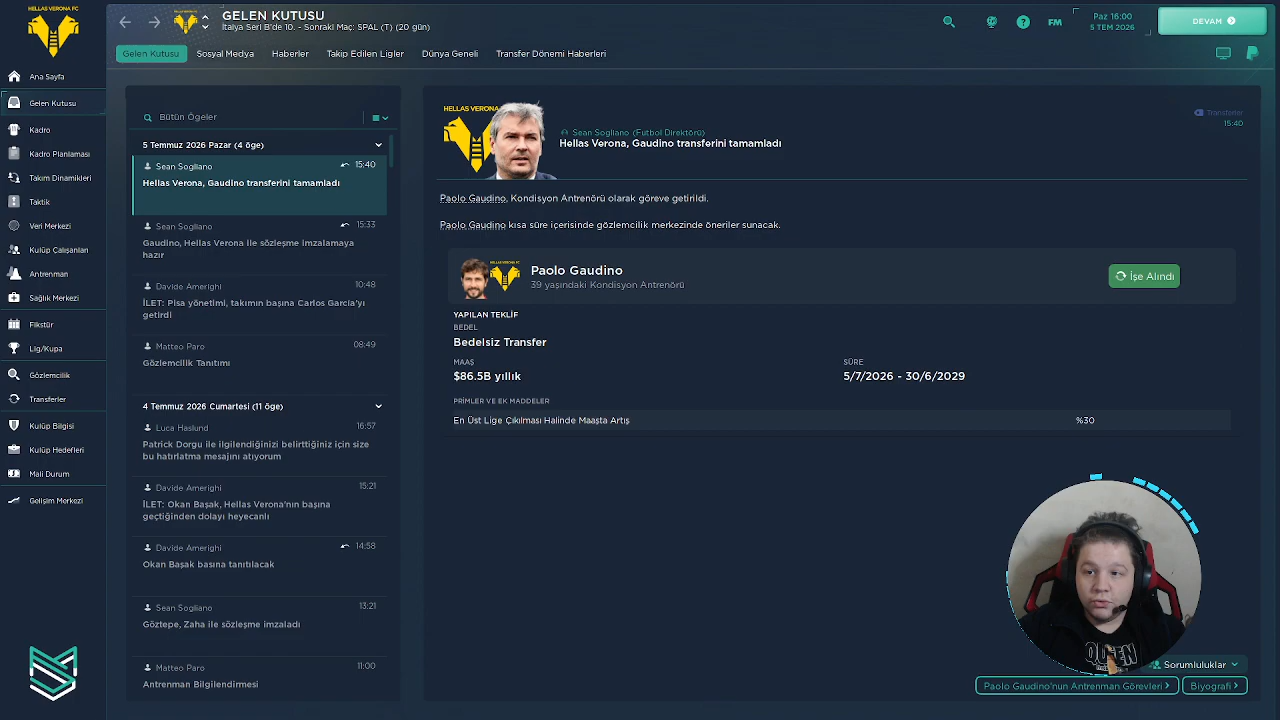 HELLAS VERONA FC
GELEN KUTUSU
İtalya Seri B'de 10. - Sonraki Maç: SPAL (T) (20 gün)
FM
Paz 16:00
5 TEM 2026
DEVAM
Gelen Kutusu
Sosyal Medya
Haberler
Takip Edilen Ligler
Dünya Geneli
Transfer Dönemi Haberleri
Ana Sayfa
Gelen Kutusu
Kadro
Kadro Planlaması
Takım Dinamikleri
Taktik
Veri Merkezi
Kulüp Çalışanları
Antrenman
Sağlık Merkezi
Fikstür
Lig/Kupa
Gözlemcilik
Transferler
Kulüp Bilgisi
Kulüp Hedefleri
Mali Durum
Gelişim Merkezi
Bütün Ögeler
5 Temmuz 2026 Pazar (4 öge)
Sean Sogliano 15:40
Hellas Verona, Gaudino transferini tamamladı
Sean Sogliano 15:33
Gaudino, Hellas Verona ile sözleşme imzalamaya
hazır
Davide Amerighi 10:48
İLET: Pisa yönetimi, takımın başına Carlos García'yı
getirdi
Matteo Paro 08:49
Gözlemcilik Tanıtımı
4 Temmuz 2026 Cumartesi (11 öge)
Luca Haslund 16:57
Patrick Dorgu ile ilgilendiğinizi belirttiğiniz için size
bu hatırlatma mesajını atıyorum
Davide Amerighi 15:21
İLET: Okan Başak, Hellas Verona'nın başına
geçtiğinden dolayı heyecanlı
Davide Amerighi 14:58
Okan Başak basına tanıtılacak
Sean Sogliano 13:21
Göztepe, Zaha ile sözleşme imzaladı
Matteo Paro 11:00
Antrenman Bilgilendirmesi
HELLAS VERONA
Sean Sogliano (Futbol Direktörü)
Hellas Verona, Gaudino transferini tamamladı
Transferler
15:40
Paolo Gaudino, Kondisyon Antrenörü olarak göreve getirildi.
Paolo Gaudino kısa süre içerisinde gözlemcilik merkezinde öneriler sunacak.
HELLAS VERONA FC
Paolo Gaudino
39 yaşındaki Kondisyon Antrenörü
İşe Alındı
YAPILAN TEKLİF
BEDEL
Bedelsiz Transfer
MAAŞ
$86.5B yıllık
SÜRE
5/7/2026 - 30/6/2029
PRİMLER VE EK MADDELER
En Üst Lige Çıkılması Halinde Maaşta Artış %30
QUEEN
Sorumluluklar
Paolo Gaudino'nun Antrenman Görevleri
Biyografi